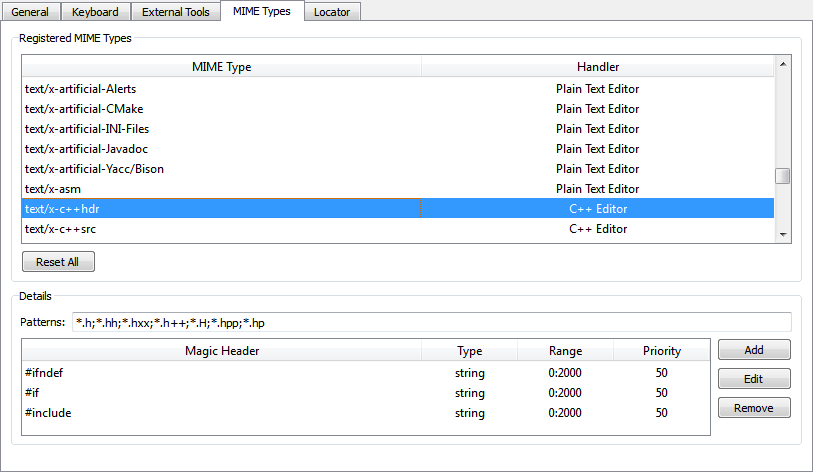 General Keyboard External Tools MIME Types Locator
Registered MIME Types
MIME Type Handler
text/x-artificial-Alerts Plain Text Editor
text/x-artificial-CMake Plain Text Editor
text/x-artificial-INI-Files Plain Text Editor
text/x-artificial-Javadoc Plain Text Editor
text/x-artificial-Yacc/Bison Plain Text Editor
text/x-asm Plain Text Editor
text/x-c++hdr C++ Editor
text/x-c++src C++ Editor
Reset All
Details
Patterns: *.h;*.hh;*.hxx;*.h++;*.H;*.hpp;*.hp
Magic Header Type Range Priority Add
#ifndef string 0:2000 50
#if string 0:2000 50 Edit
#include string 0:2000 50 Remove